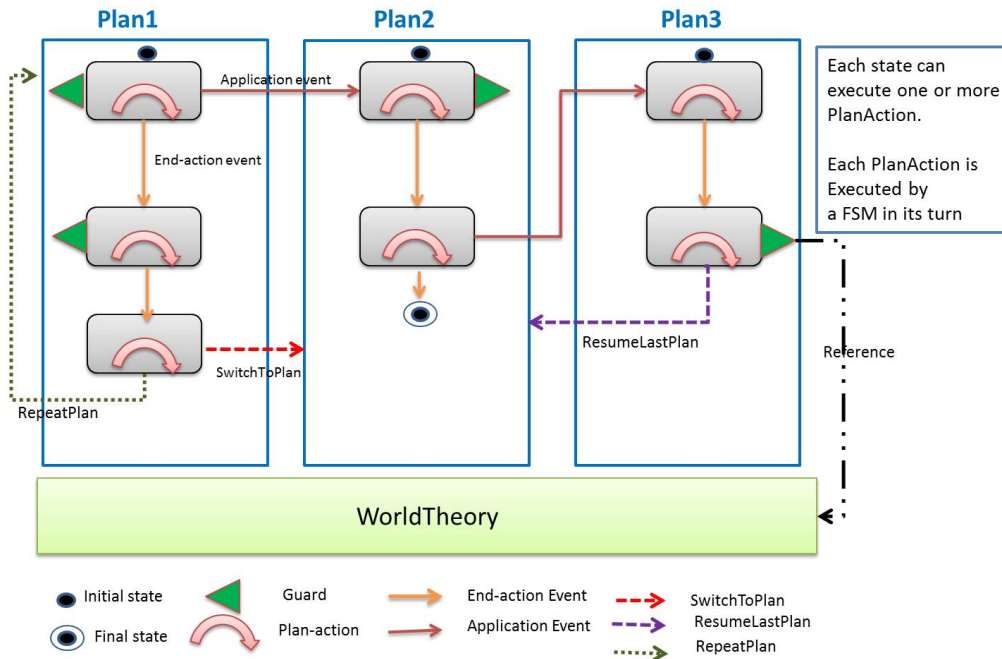 Plan1
Plan2
Plan3
Application event
End-action event
Each state can
execute one or more
PlanAction.
Each PlanAction is
Executed by
a FSM in its turn
SwitchToPlan
ResumeLastPlan
Reference
RepeatPlan
WorldTheory
Initial state
Guard
End-action Event
SwitchToPlan
Final state
Plan-action
Application Event
ResumeLastPlan
RepeatPlan